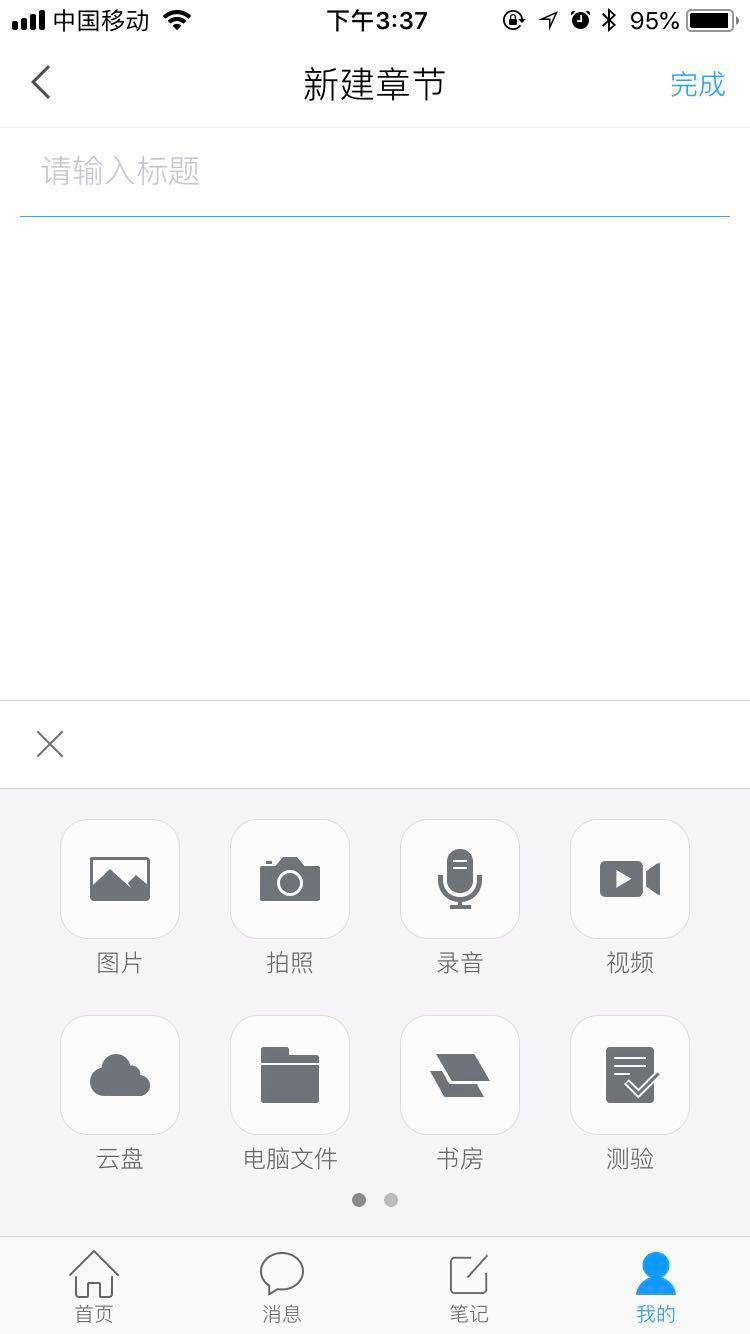 中国移动 下午3:37 95%
新建章节 完成
请输入标题
图片 拍照 录音 视频
云盘 电脑文件 书房 测验
首页 消息 笔记 我的